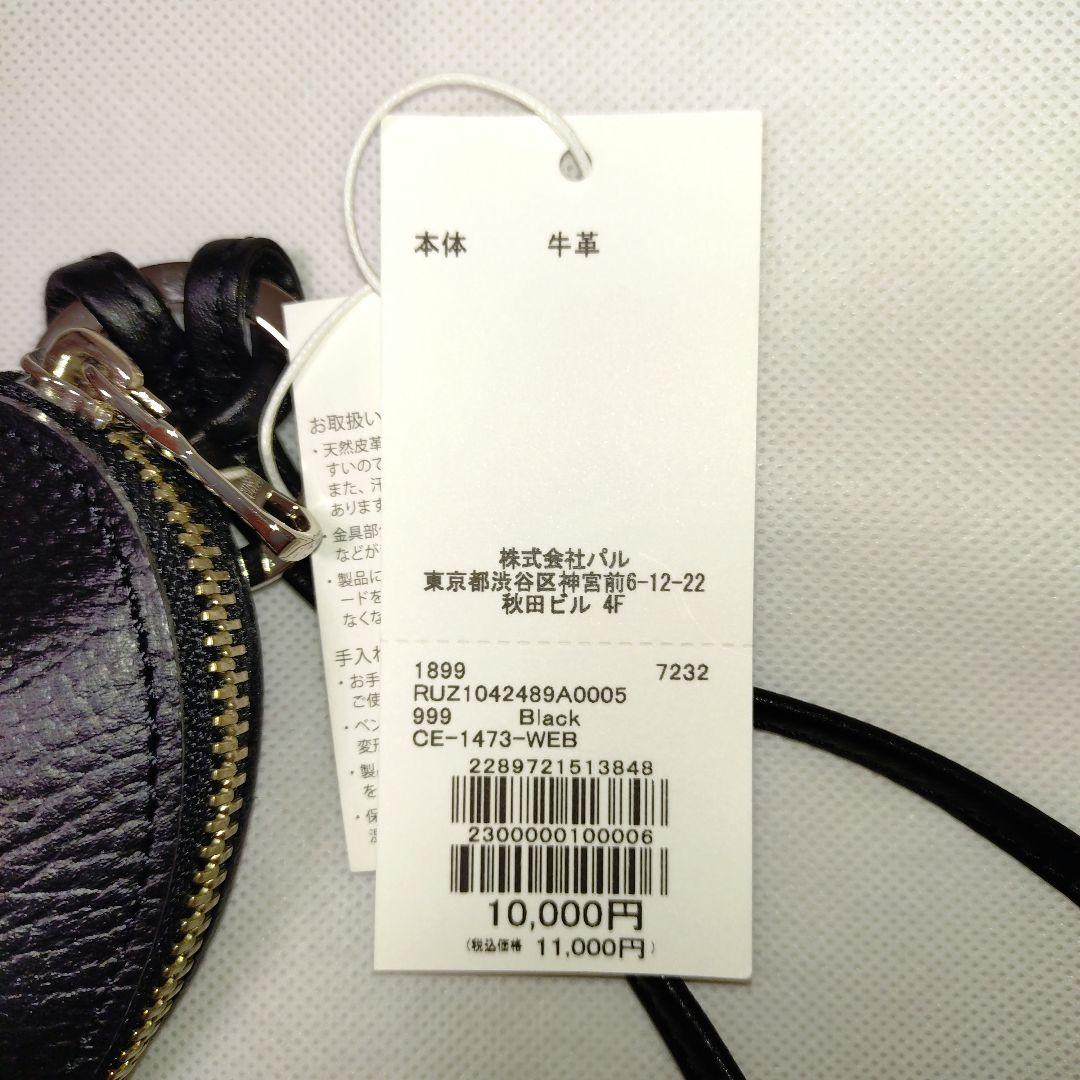 本体 牛革
株式会社パル
東京都渋谷区神宮前6-12-22
秋田ビル 4F
1899 7232
RUZ1042489A0005
999 Black
CE-1473-WEB
2289721513848
2300000100006
10,000円
(税込価格 11,000円)
お取扱い
・天然皮革
すいので
また、汗
あります
・金具部
などが
・製品に
ードを
なくな
手入れ
・お手
ご使
・ペン
変形
・製
を
・保